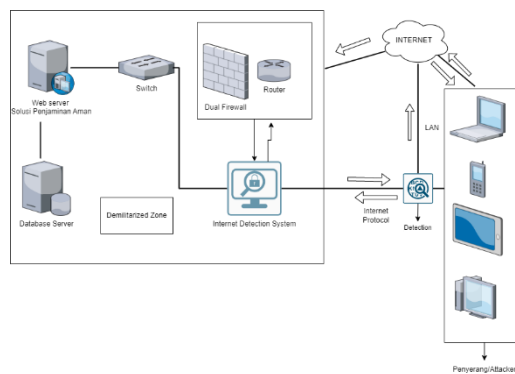 INTERNET
Web server
Solusi Penjaminan Aman
Switch
Dual Firewall
Router
LAN
Database Server
Demilitarized Zone
Internet Detection System
Internet
Protocol
Detection
Penyerang/Attacker